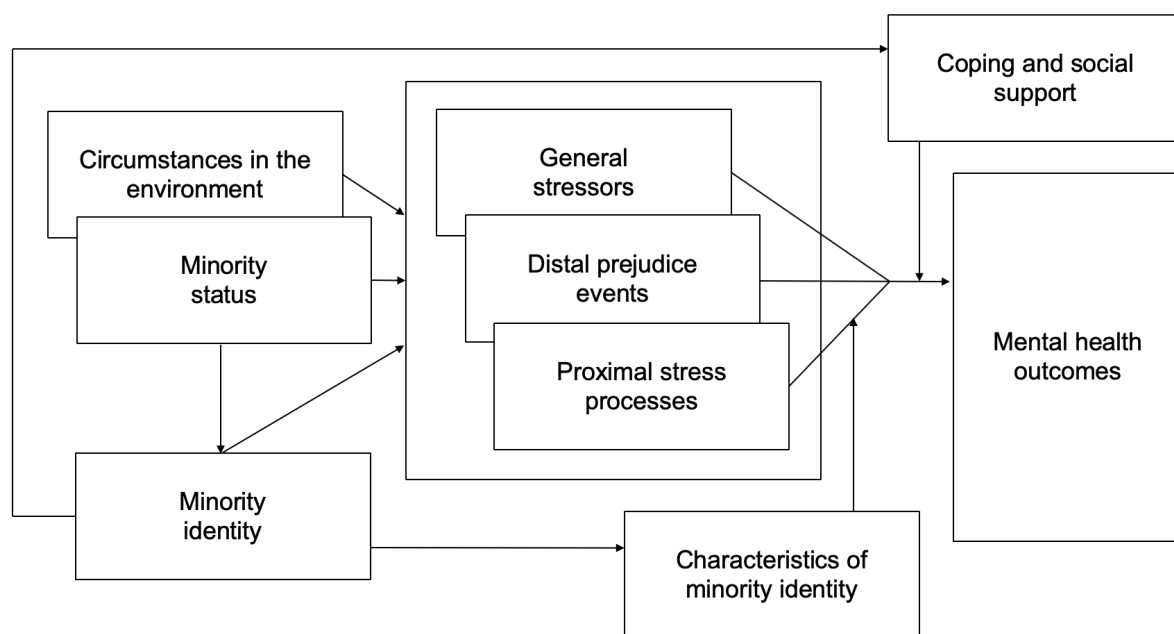 Coping and social
support
Circumstances in the
environment
General
stressors
Minority
status
Distal prejudice
events
Mental health
outcomes
Proximal stress
processes
Minority
identity
Characteristics of
minority identity